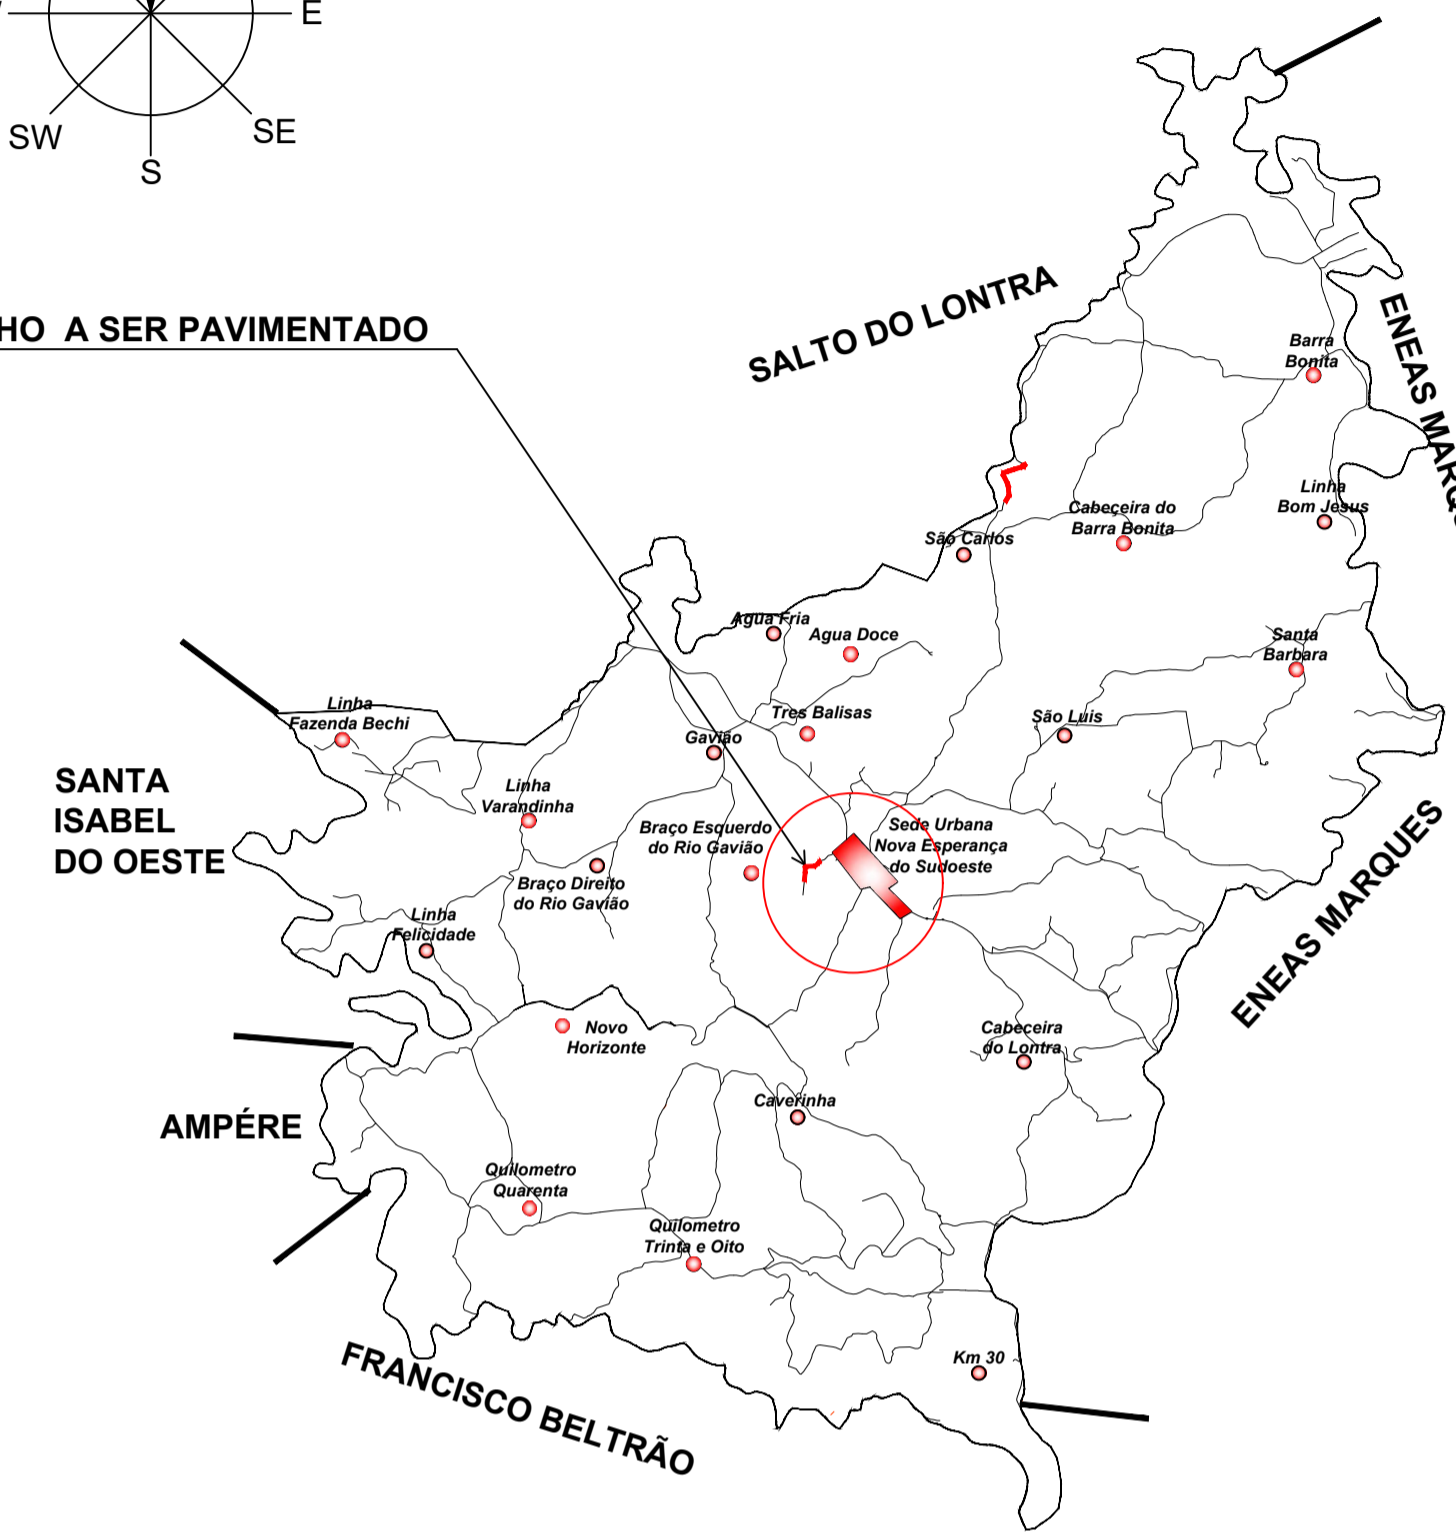 E
SW
SE
S
HO A SER PAVIMENTADO
SALTO DO LONTRA
ENEAS MARQU
Barra
Bonita
Linha
Bom Jesus
Cabeçeira do
Barra Bonita
São Carlos
Agua Fria
Agua Doce
Santa
Barbara
Linha
Fazenda Bechi
Tres Balisas
São Luis
Gavião
SANTA
ISABEL
DO OESTE
Linha
Varandinha
Braço Esquerdo
do Rio Gavião
Sede Urbana
Nova Esperança
do Sudoeste
ENEAS MARQUES
Braço Direito
do Rio Gavião
Linha
Felicidade
Novo
Horizonte
Cabeceira
do Lontra
AMPÉRE
Caverinha
Quilometro
Quarenta
Quilometro
Trinta e Oito
FRANCISCO BELTRÃO
Km 30